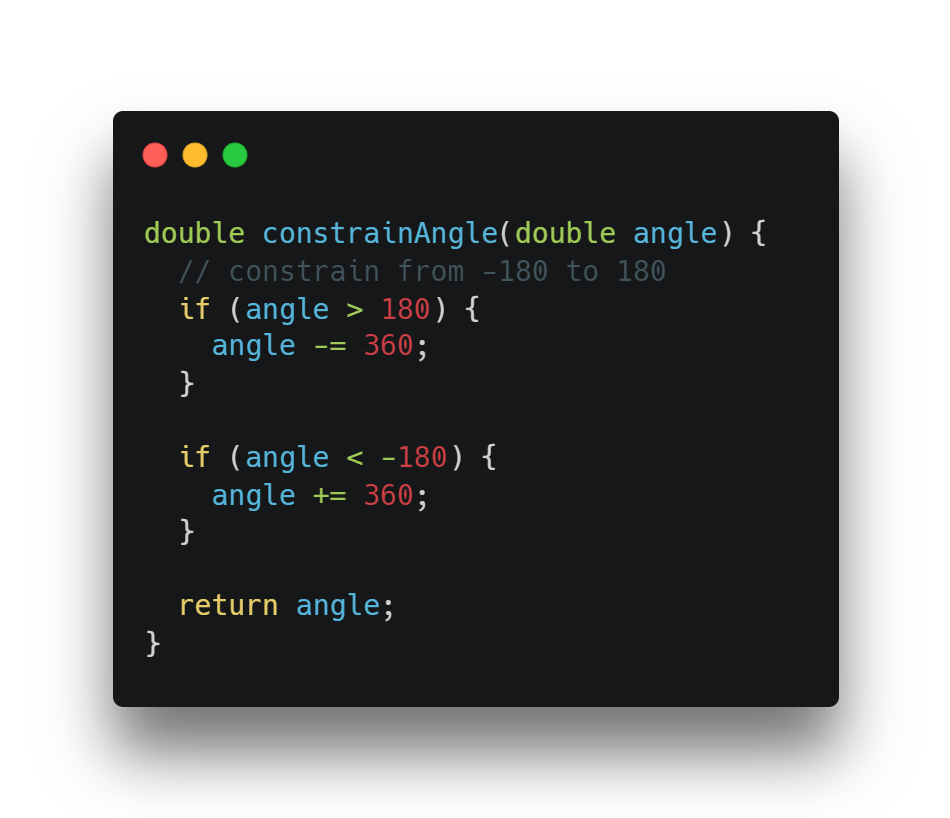 double constrainAngle(double angle) {
  // constrain from -180 to 180
  if (angle > 180) {
    angle -= 360;
  }

  if (angle < -180) {
    angle += 360;
  }

  return angle;
}